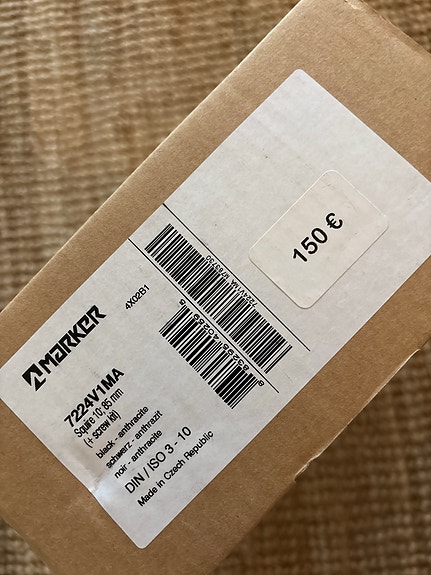 MARKER
4X02B1
7224V1MA
Squire 10; 85 mm
(+ screw kit)
black - anthracite
schwarz - anthrazit
noir - anthracite
DIN / ISO 3 - 10
Made in Czech Republic
150 €